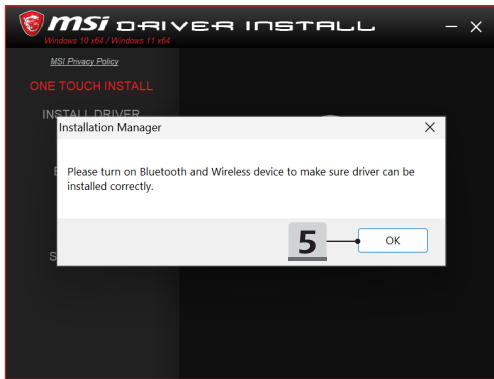 msi DRIVER INSTALL
Windows 10 x64 / Windows 11 x64
MSI Privacy Policy
ONE TOUCH INSTALL
INSTALL DRIVER
Installation Manager
Please turn on Bluetooth and Wireless device to make sure driver can be
installed correctly.
5
OK